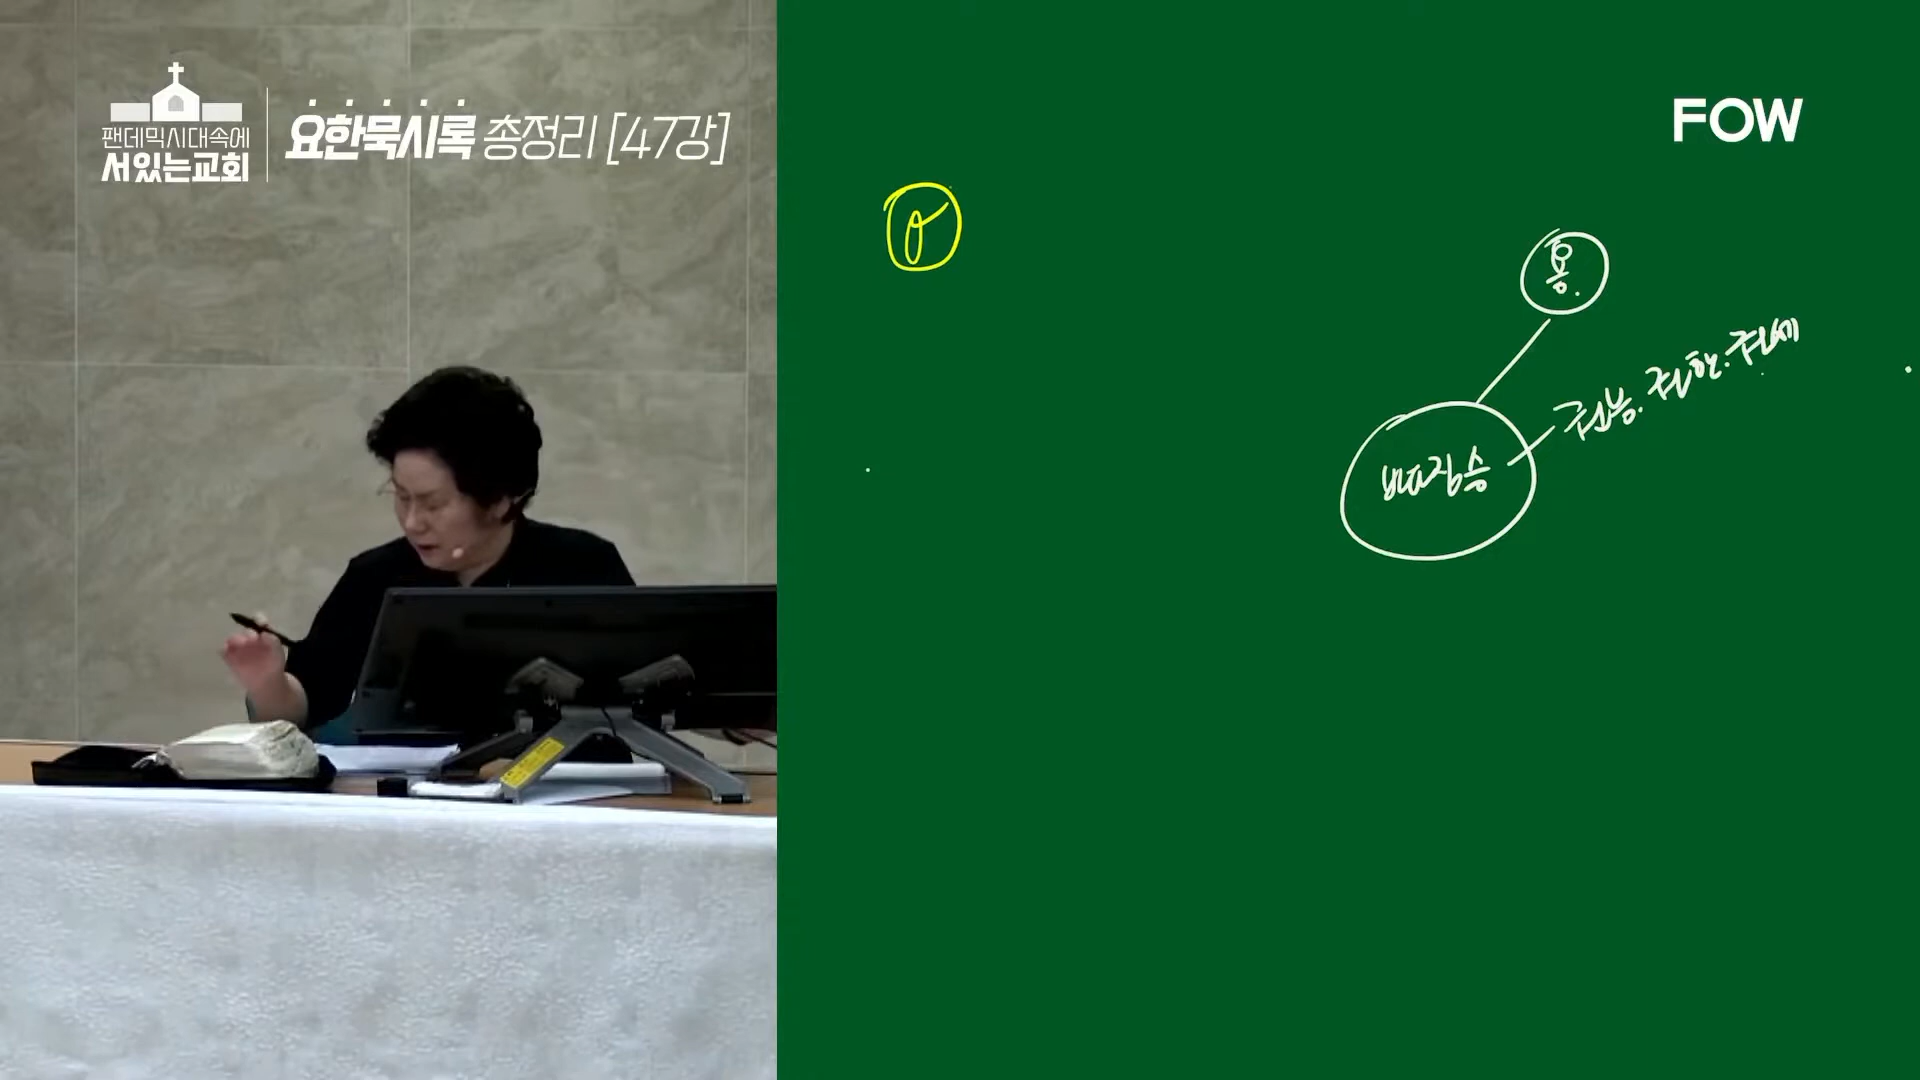 팬데믹시대속에
서있는교회
요한묵시록 총정리 [47강]
FOW
용.
권능. 권한. 권세
바다짐승